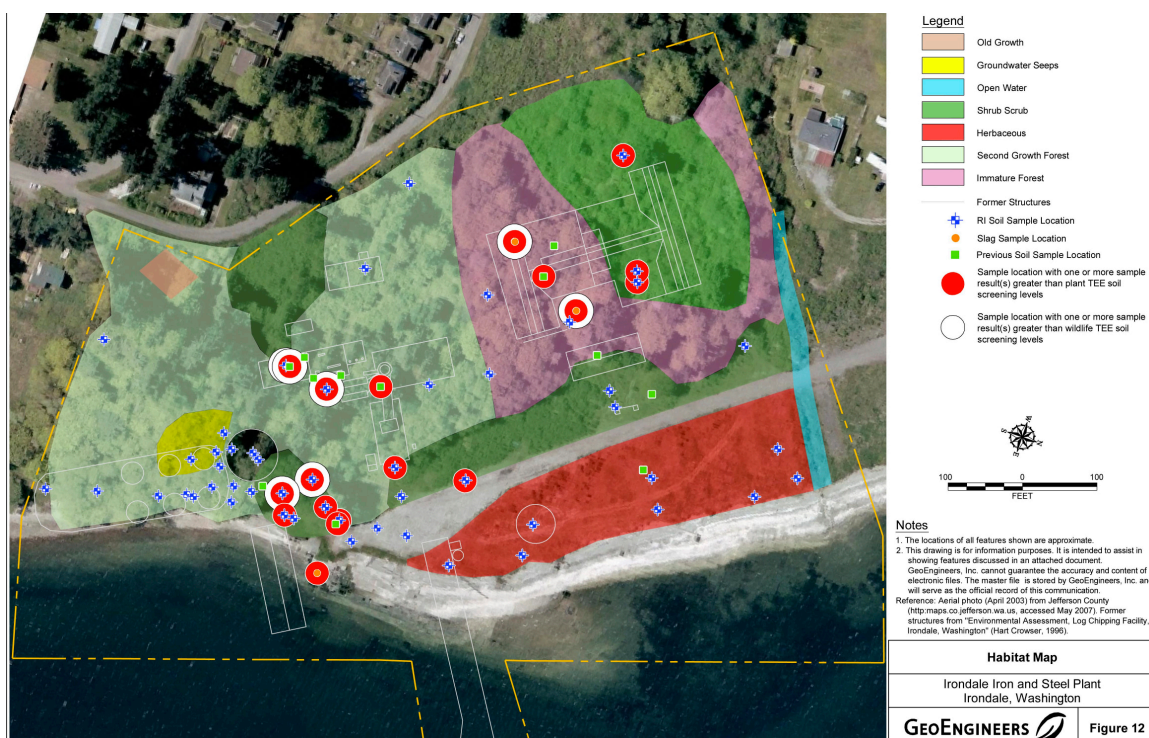 Legend
Old Growth
Groundwater Seeps
Open Water
Shrub Scrub
Herbaceous
Second Growth Forest
Immature Forest
Former Structures
RI Soil Sample Location
Slag Sample Location
Previous Soil Sample Location
Sample location with one or more sample
result(s) greater than plant TEE soil
screening levels
Sample location with one or more sample
result(s) greater than wildlife TEE soil
screening levels
N
W
E
S
100
0
100
FEET
Notes
1. The locations of all features shown are approximate.
2. This drawing is for information purposes. It is intended to assist in
showing features discussed in an attached document.
GeoEngineers, Inc. cannot guarantee the accuracy and content of
electronic files. The master file is stored by GeoEngineers, Inc. an
will serve as the official record of this communication.
Reference: Aerial photo (April 2003) from Jefferson County
(http:maps.co.jefferson.wa.us, accessed May 2007). Former
structures from "Environmental Assessment, Log Chipping Facility,
Irondale, Washington" (Hart Crowser, 1996).
Habitat Map
Irondale Iron and Steel Plant
Irondale, Washington
GEOENGINEERS
Figure 12